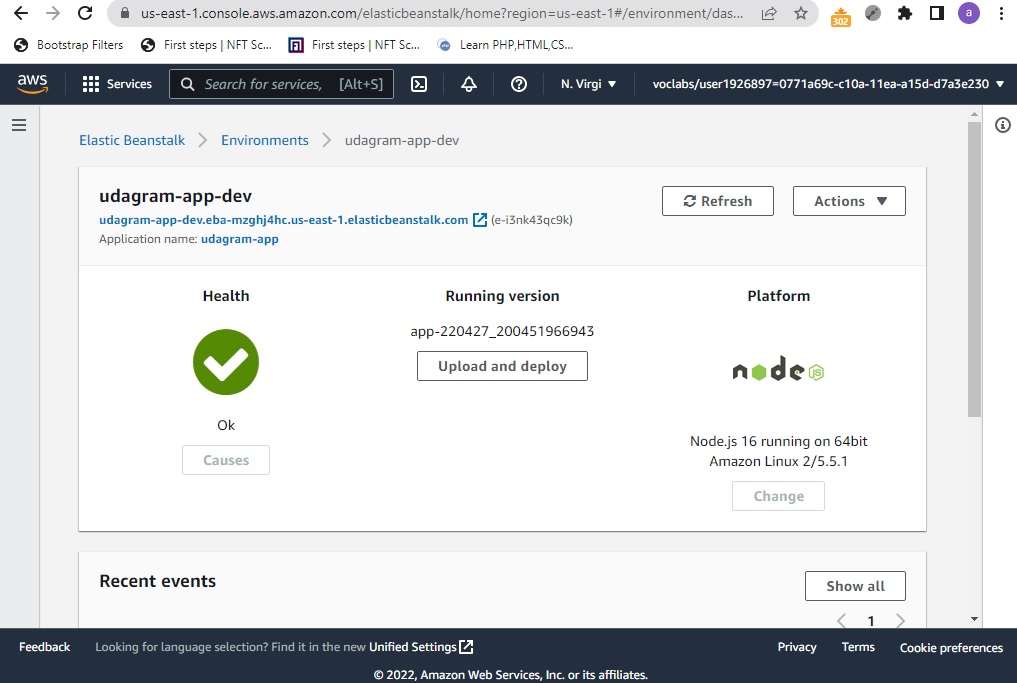 us-east-1.console.aws.amazon.com/elasticbeanstalk/home?region=us-east-1#/environment/das...
302
a
Bootstrap Filters First steps | NFT Sc... First steps | NFT Sc... Learn PHP,HTML,CS...
aws Services Search for services, [Alt+S] N. Virgi voclabs/user1926897=0771a69c-c10a-11ea-a15d-d7a3e230
Elastic Beanstalk Environments udagram-app-dev
udagram-app-dev
Refresh Actions
udagram-app-dev.eba-mzghj4hc.us-east-1.elasticbeanstalk.com (e-i3nk43qc9k)
Application name: udagram-app
Health Running version Platform
app-220427_200451966943
Upload and deploy
node JS
Ok
Causes
Node.js 16 running on 64bit
Amazon Linux 2/5.5.1
Change
Recent events
Show all
1
Feedback Looking for language selection? Find it in the new Unified Settings Privacy Terms Cookie preferences
© 2022, Amazon Web Services, Inc. or its affiliates.